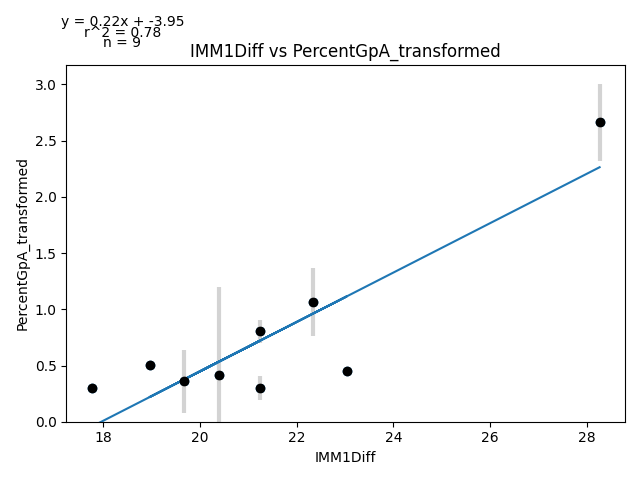 y = 0.22x + -3.95
r^2 = 0.78
n = 9
IMM1Diff vs PercentGpA_transformed
PercentGpA_transformed
3.0
2.5
2.0
1.5
1.0
0.5
0.0
18 20 22 24 26 28
IMM1Diff